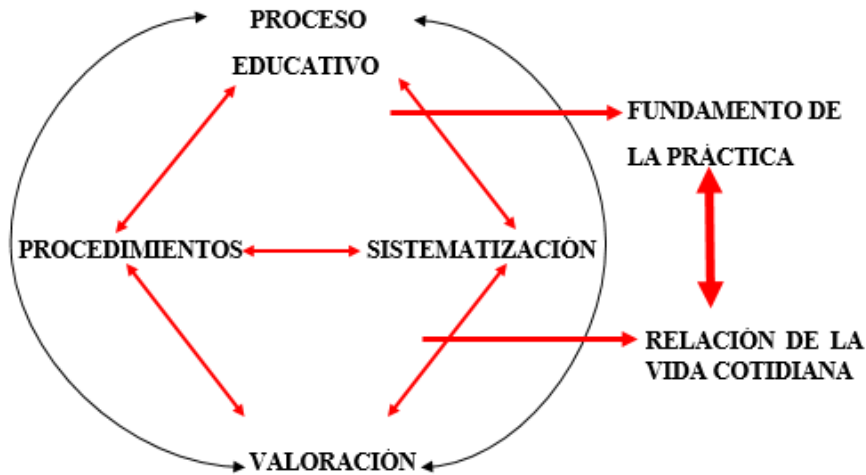 PROCESO
EDUCATIVO
FUNDAMENTO DE
LA PRÁCTICA
PROCEDIMIENTOS
SISTEMATIZACIÓN
RELACIÓN DE LA
VIDA COTIDIANA
VALORACIÓN